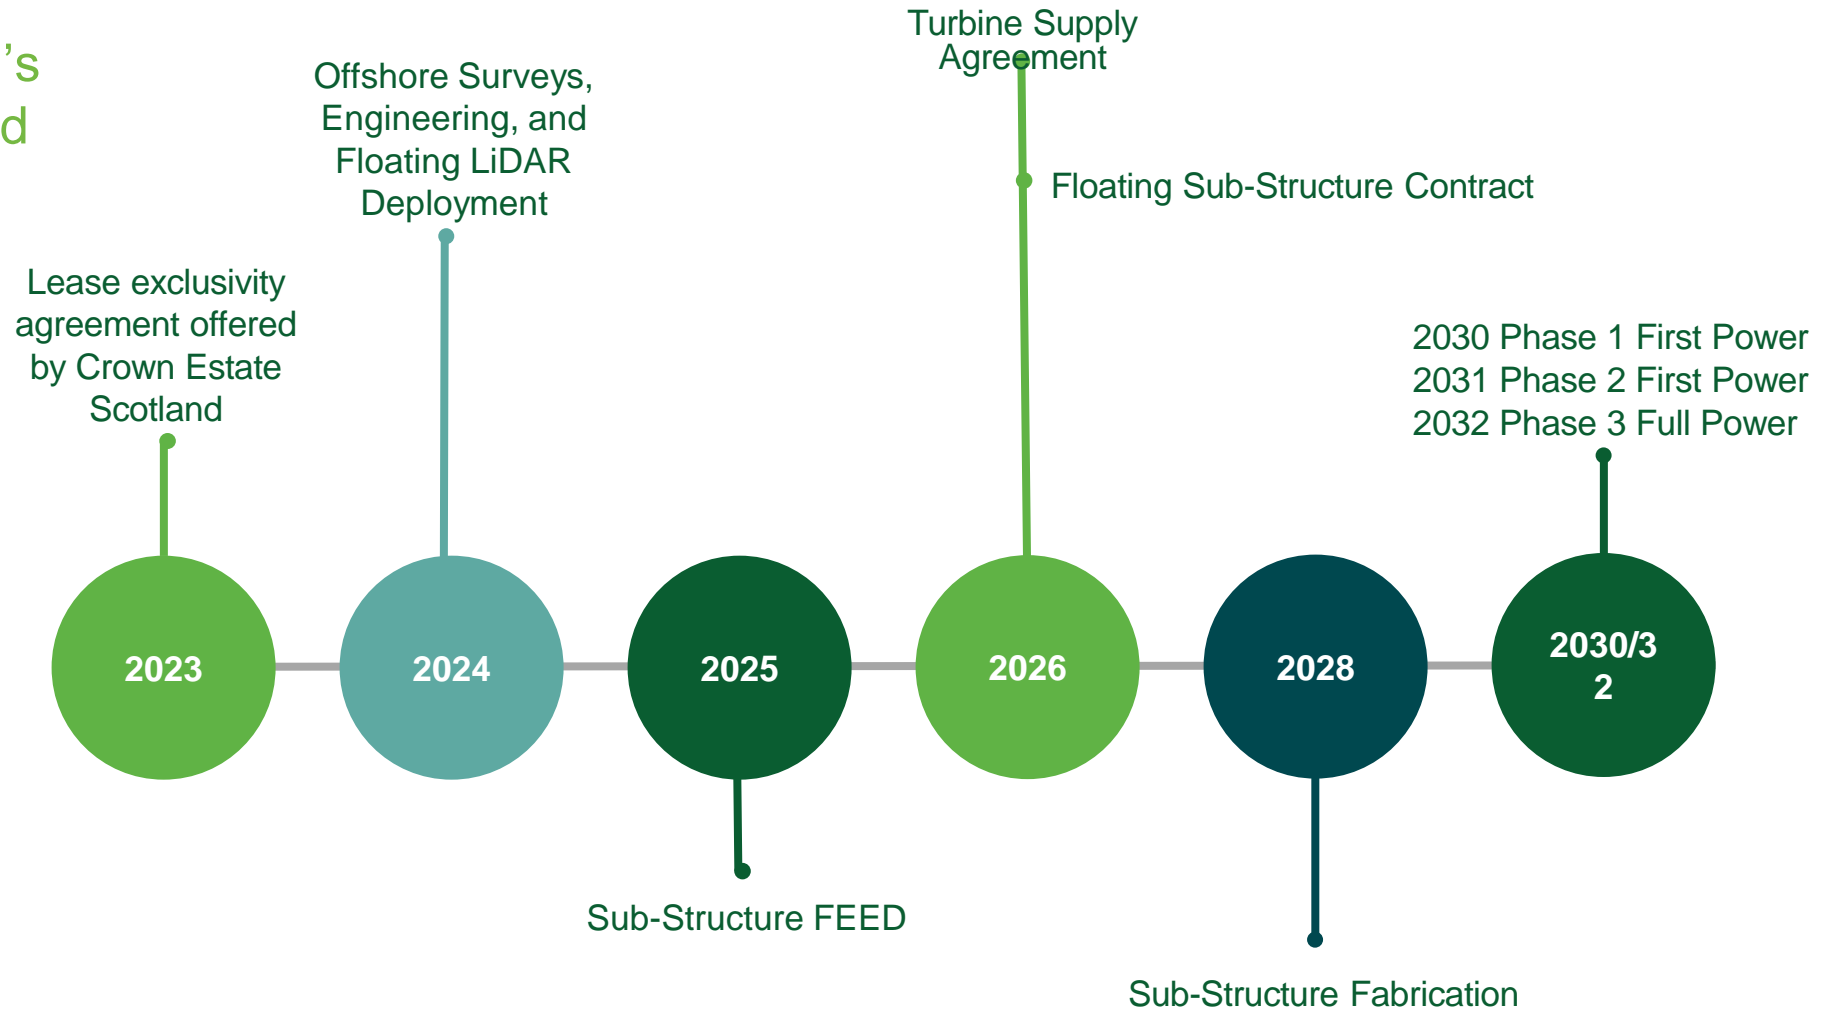 ’s
d
Turbine Supply
Agreement
Offshore Surveys,
Engineering, and
Floating LiDAR
Deployment
Floating Sub-Structure Contract
Lease exclusivity
agreement offered
by Crown Estate
Scotland
2030 Phase 1 First Power
2031 Phase 2 First Power
2032 Phase 3 Full Power
2023
2024
2025
2026
2028
2030/3
2
Sub-Structure FEED
Sub-Structure Fabrication